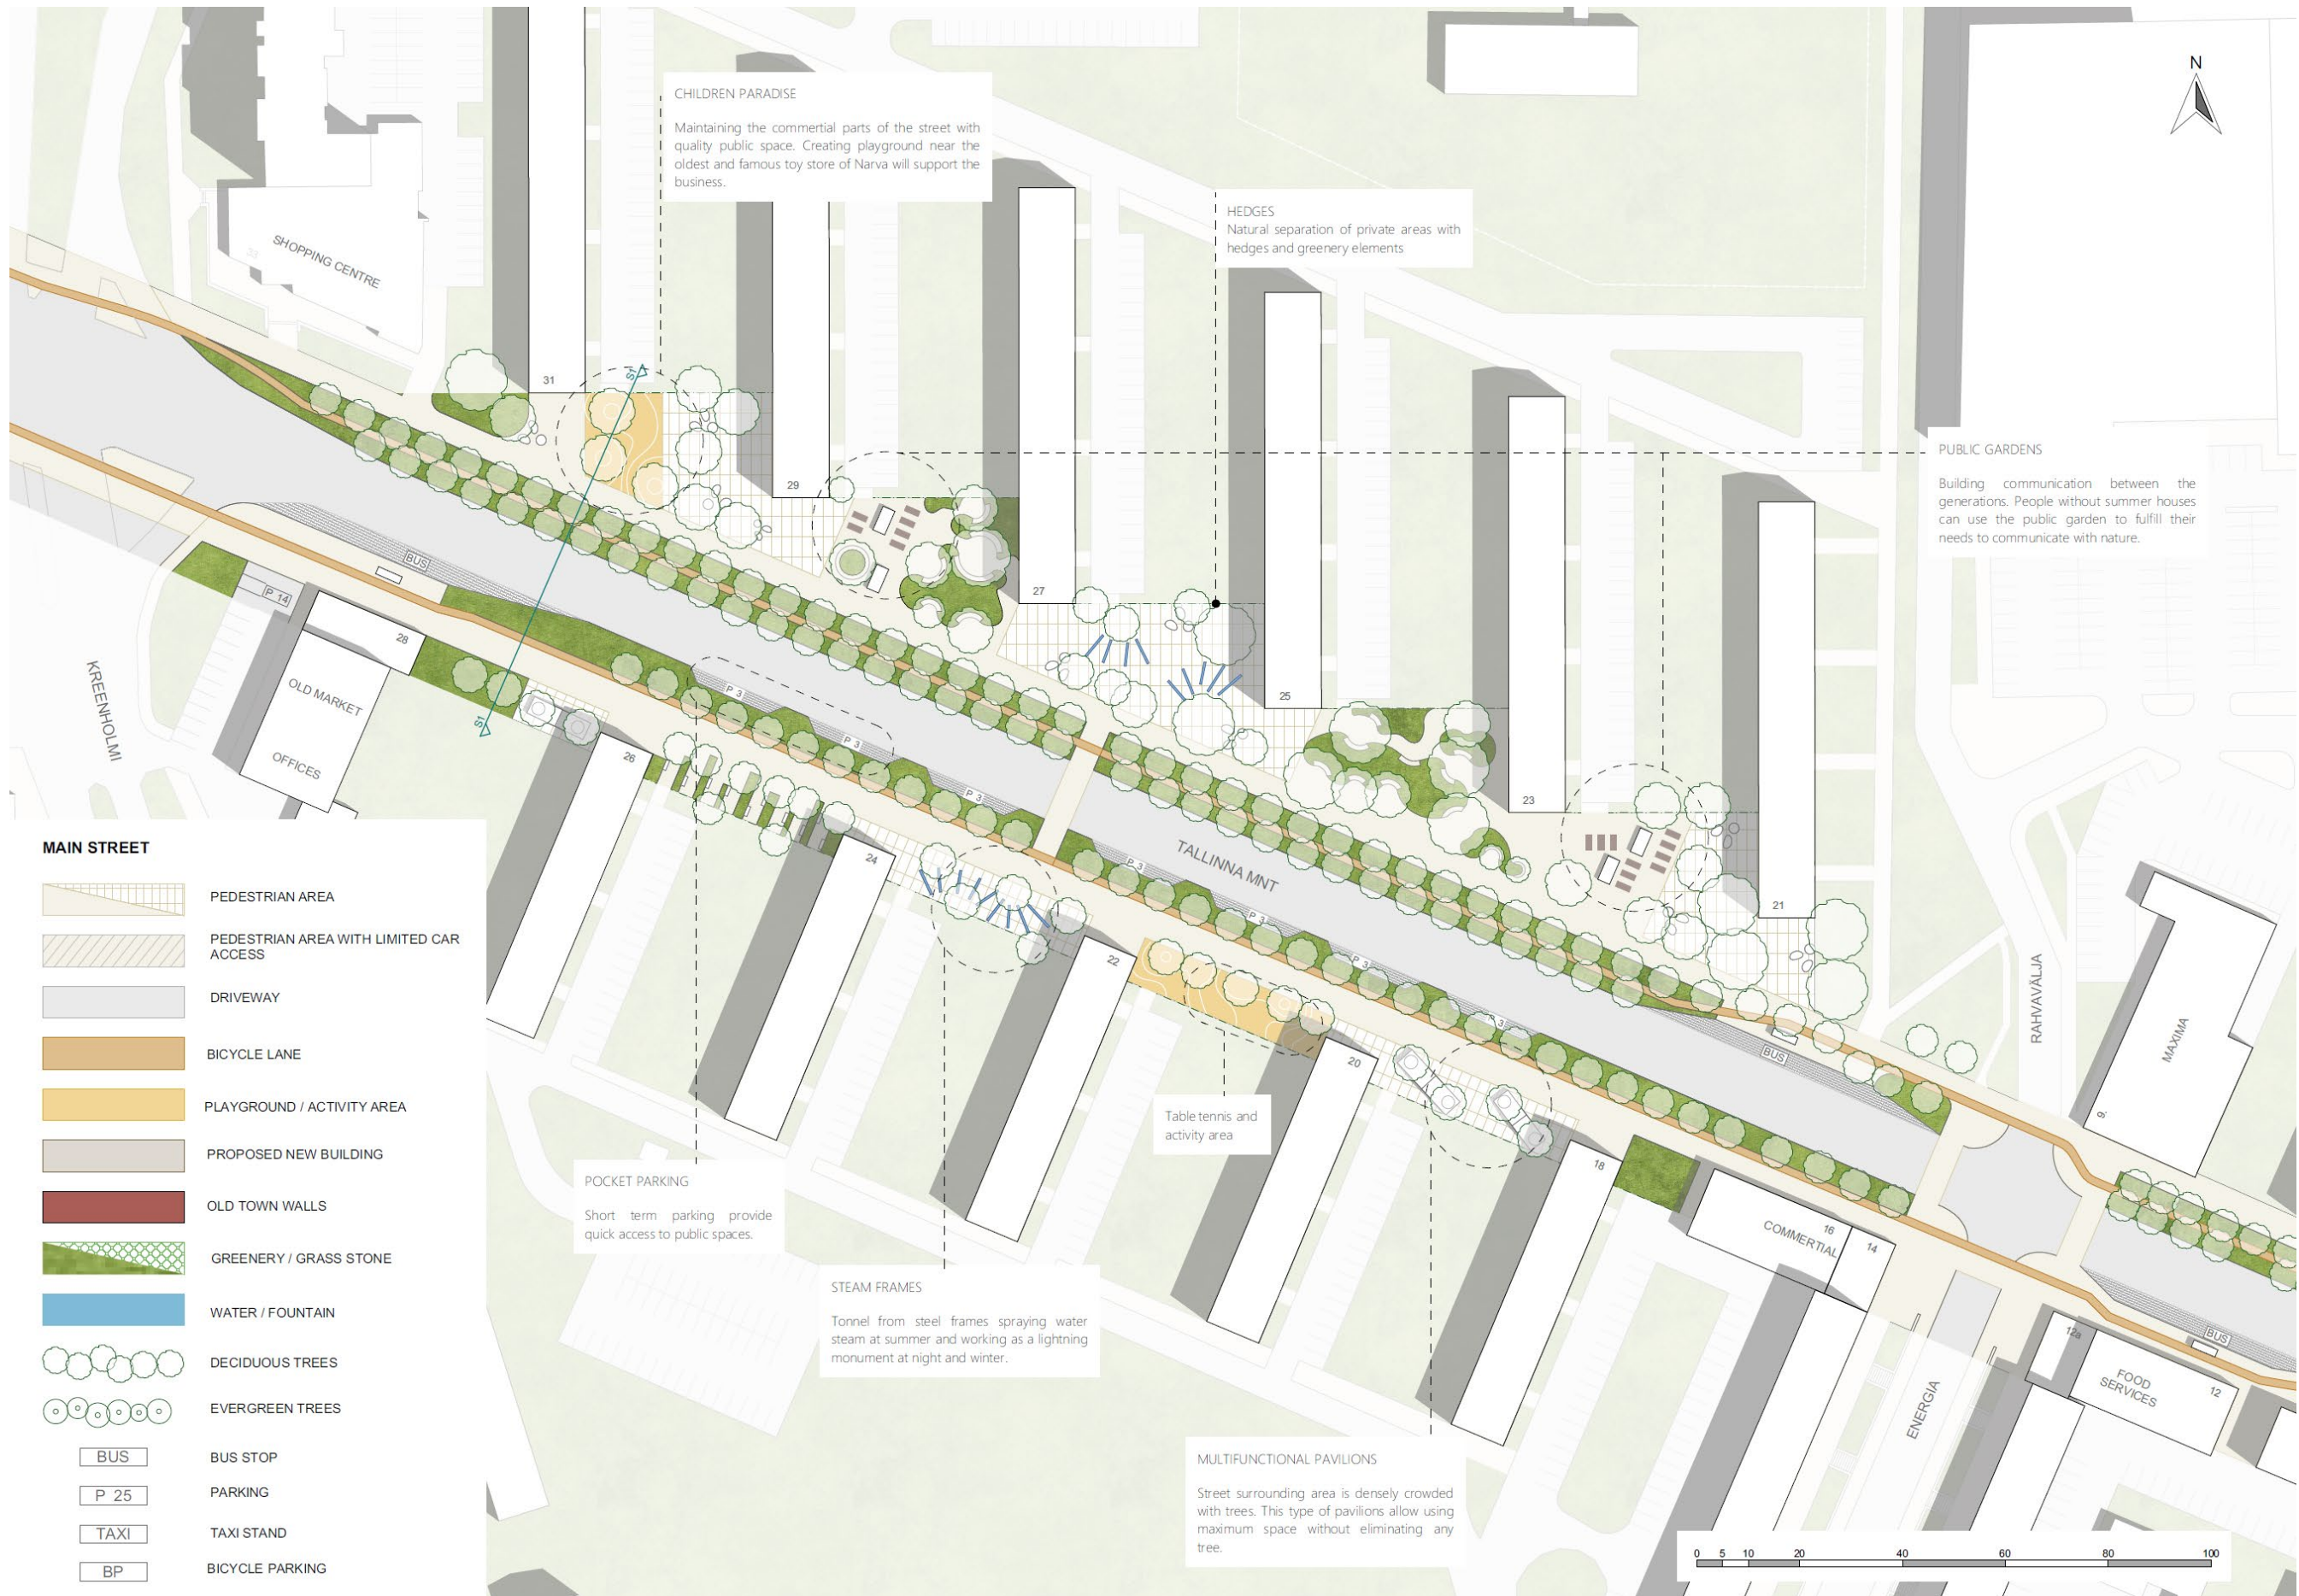 N
CHILDREN PARADISE
Maintaining the commertial parts of the street with
quality public space. Creating playground near the
oldest and famous toy store of Narva will support the
business.
HEDGES
Natural separation of private areas with
hedges and greenery elements
33
SHOPPING CENTRE
31
S1
29
PUBLIC GARDENS
Building communication between the
generations. People without summer houses
can use the public garden to fulfill their
needs to communicate with nature.
BUS
P 14
27
28
OLD MARKET
OFFICES
KREENHOLMI
S1
25
P 3
P 3
P 3
26
23
24
TALLINNA MNT
P 3
P 3
P 3
P 3
21
22
20
BUS
RAHVAVÄLJA
MAXIMA
9
Table tennis and
activity area
18
COMMERTIAL
16
14
BUS
12a
FOOD
SERVICES
12
ENERGIA
POCKET PARKING
Short term parking provide
quick access to public spaces.
STEAM FRAMES
Tonnel from steel frames spraying water
steam at summer and working as a lightning
monument at night and winter.
MULTIFUNCTIONAL PAVILIONS
Street surrounding area is densely crowded
with trees. This type of pavilions allow using
maximum space without eliminating any
tree.
MAIN STREET
PEDESTRIAN AREA
PEDESTRIAN AREA WITH LIMITED CAR
ACCESS
DRIVEWAY
BICYCLE LANE
PLAYGROUND / ACTIVITY AREA
PROPOSED NEW BUILDING
OLD TOWN WALLS
GREENERY / GRASS STONE
WATER / FOUNTAIN
DECIDUOUS TREES
EVERGREEN TREES
BUS BUS STOP
P 25 PARKING
TAXI TAXI STAND
BP BICYCLE PARKING
0 5 10 20 40 60 80 100